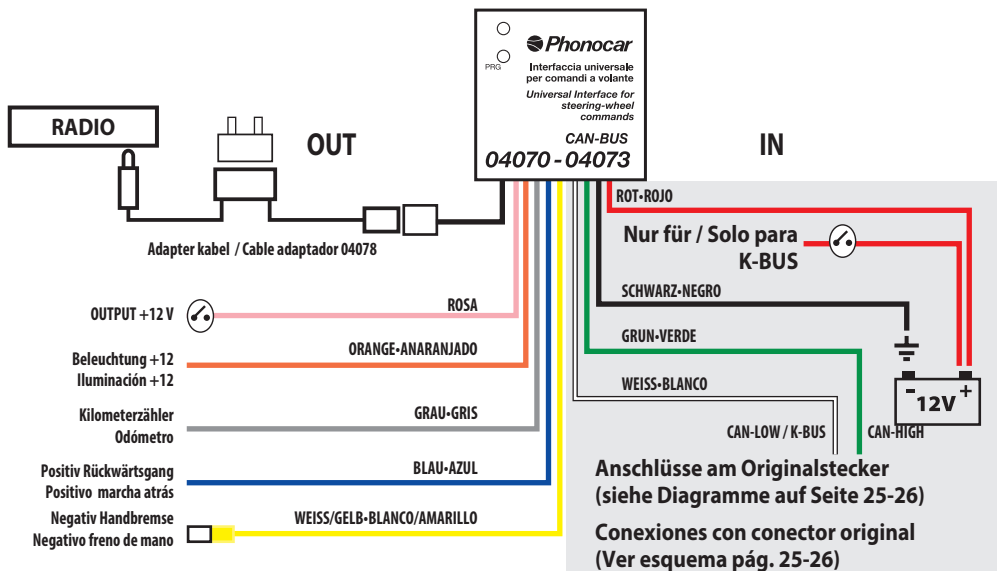 Phonocar
PRG
Interfaccia universale
per comandi a volante
Universal Interface for
steering-wheel
commands
CAN-BUS
04070 - 04073
RADIO
OUT
IN
Adapter kabel / Cable adaptador 04078
ROT•ROJO
Nur für / Solo para
K-BUS
SCHWARZ•NEGRO
GRUN•VERDE
WEISS•BLANCO
- 12V +
CAN-LOW / K-BUS
CAN-HIGH
OUTPUT +12 V
ROSA
Beleuchtung +12
Iluminación +12
ORANGE•ANARANJADO
Kilometerzähler
Odómetro
GRAU•GRIS
Positiv Rückwärtsgang
Positivo marcha atrás
BLAU•AZUL
Negativ Handbremse
Negativo freno de mano
WEISS/GELB•BLANCO/AMARILLO
Anschlüsse am Originalstecker
(siehe Diagramme auf Seite 25-26)
Conexiones con conector original
(Ver esquema pág. 25-26)